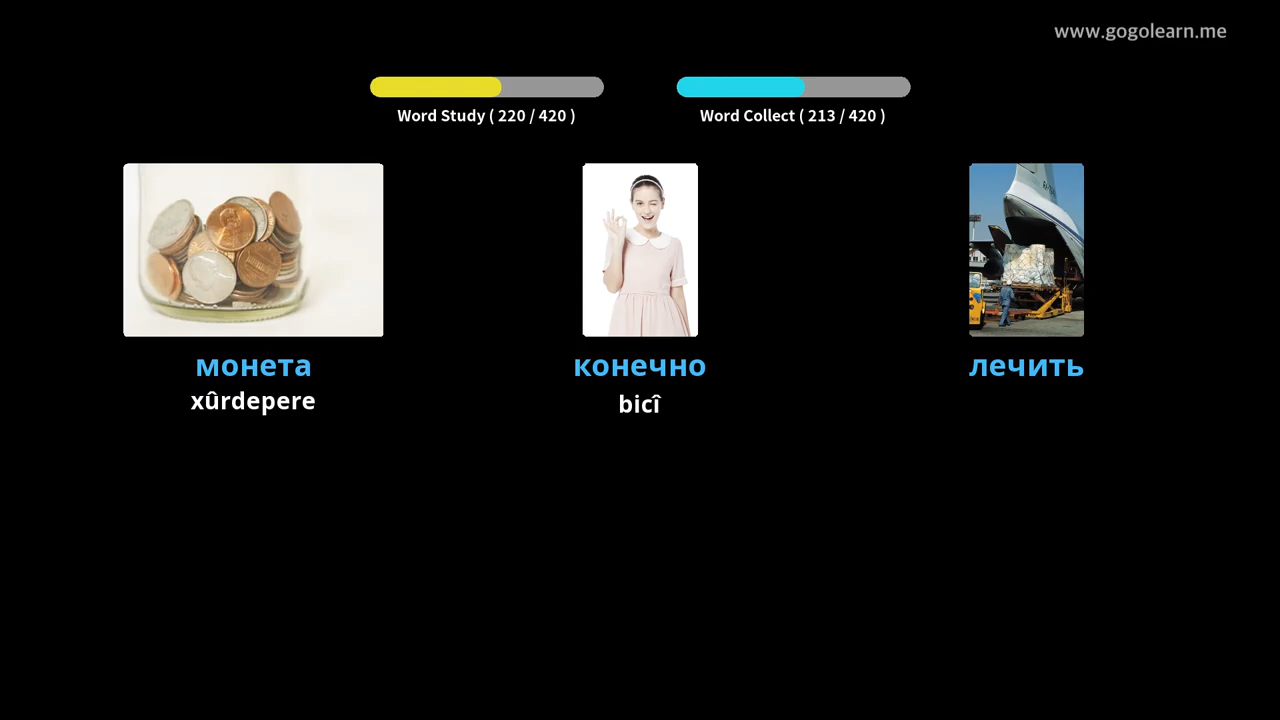 www.gogolearn.me
Word Study ( 220 / 420 )
Word Collect ( 213 / 420 )
монета
конечно
лечить
xûrdepere
bicî